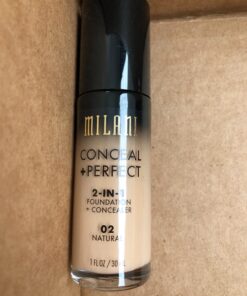 MILANI
CONCEAL
+PERFECT
2-IN-1
FOUNDATION
+ CONCEALER
02
NATURAL
1 FL OZ / 30 mL